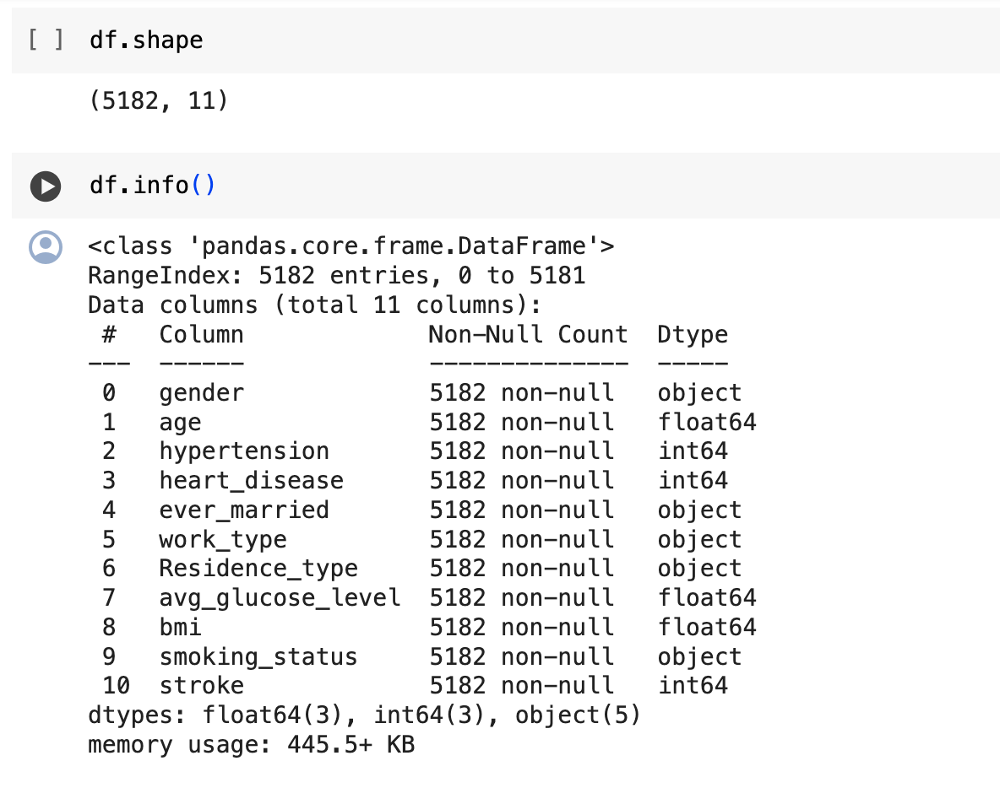 [ ] df.shape
(5182, 11)
df.info()
<class 'pandas.core.frame.DataFrame'>
RangeIndex: 5182 entries, 0 to 5181
Data columns (total 11 columns):
 #   Column             Non-Null Count  Dtype
---  ------             --------------  -----
 0   gender             5182 non-null   object
 1   age                5182 non-null   float64
 2   hypertension       5182 non-null   int64
 3   heart_disease      5182 non-null   int64
 4   ever_married       5182 non-null   object
 5   work_type          5182 non-null   object
 6   Residence_type     5182 non-null   object
 7   avg_glucose_level  5182 non-null   float64
 8   bmi                5182 non-null   float64
 9   smoking_status     5182 non-null   object
 10  stroke             5182 non-null   int64
dtypes: float64(3), int64(3), object(5)
memory usage: 445.5+ KB